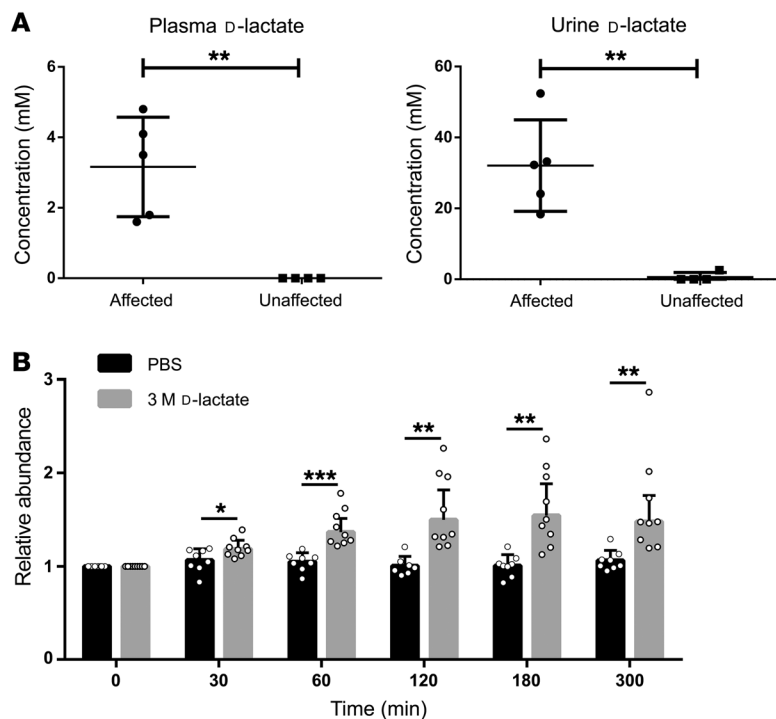 A
Plasma D-lactate
**
Concentration (mM)
6
4
2
0
Affected
Unaffected
Urine D-lactate
**
Concentration (mM)
60
40
20
0
Affected
Unaffected
B
PBS
3 M D-lactate
Relative abundance
3
2
1
0
*
***
**
**
**
0
30
60
120
180
300
Time (min)